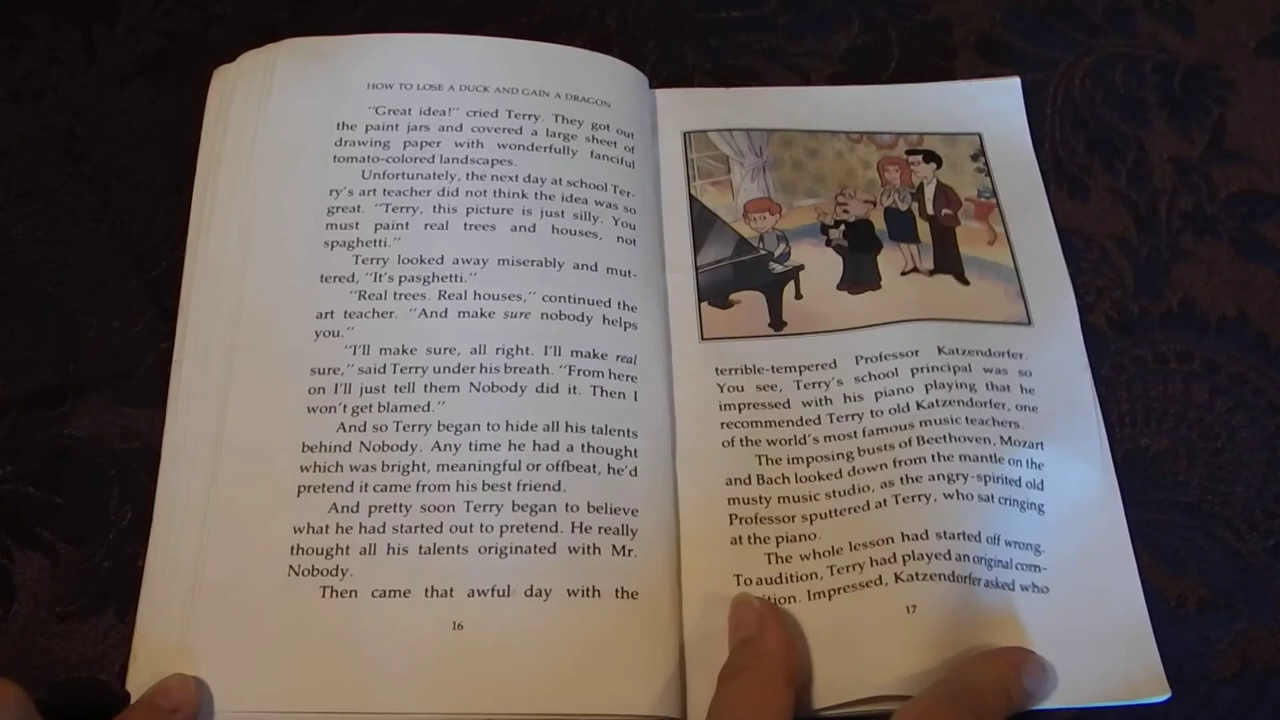 HOW TO LOSE A DUCK AND GAIN A DRAGON
"Great idea!" cried Terry. They got out
the paint jars and covered a large sheet of
drawing paper with wonderfully fanciful
tomato-colored landscapes.
Unfortunately, the next day at school Ter-
ry's art teacher did not think the idea was so
great. "Terry, this picture is just silly. You
must paint real trees and houses, not
spaghetti."
Terry looked away miserably and mut-
tered, "It's pasghetti."
"Real trees. Real houses," continued the
art teacher. "And make sure nobody helps
you."
"I'll make sure, all right. I'll make real
sure," said Terry under his breath. "From here
on I'll just tell them Nobody did it. Then I
won't get blamed."
And so Terry began to hide all his talents
behind Nobody. Any time he had a thought
which was bright, meaningful or offbeat, he'd
pretend it came from his best friend.
And pretty soon Terry began to believe
what he had started out to pretend. He really
thought all his talents originated with Mr.
Nobody.
Then came that awful day with the
16
terrible-tempered Professor Katzendorfer.
You see, Terry's school principal was so
impressed with his piano playing that he
recommended Terry to old Katzendorfer, one
of the world's most famous music teachers.
The imposing busts of Beethoven, Mozart
and Bach looked down from the mantle on the
musty music studio, as the angry-spirited old
Professor sputtered at Terry, who sat cringing
at the piano.
The whole lesson had started off wrong.
To audition, Terry had played an original com-
ition. Impressed, Katzendorfer asked who
17